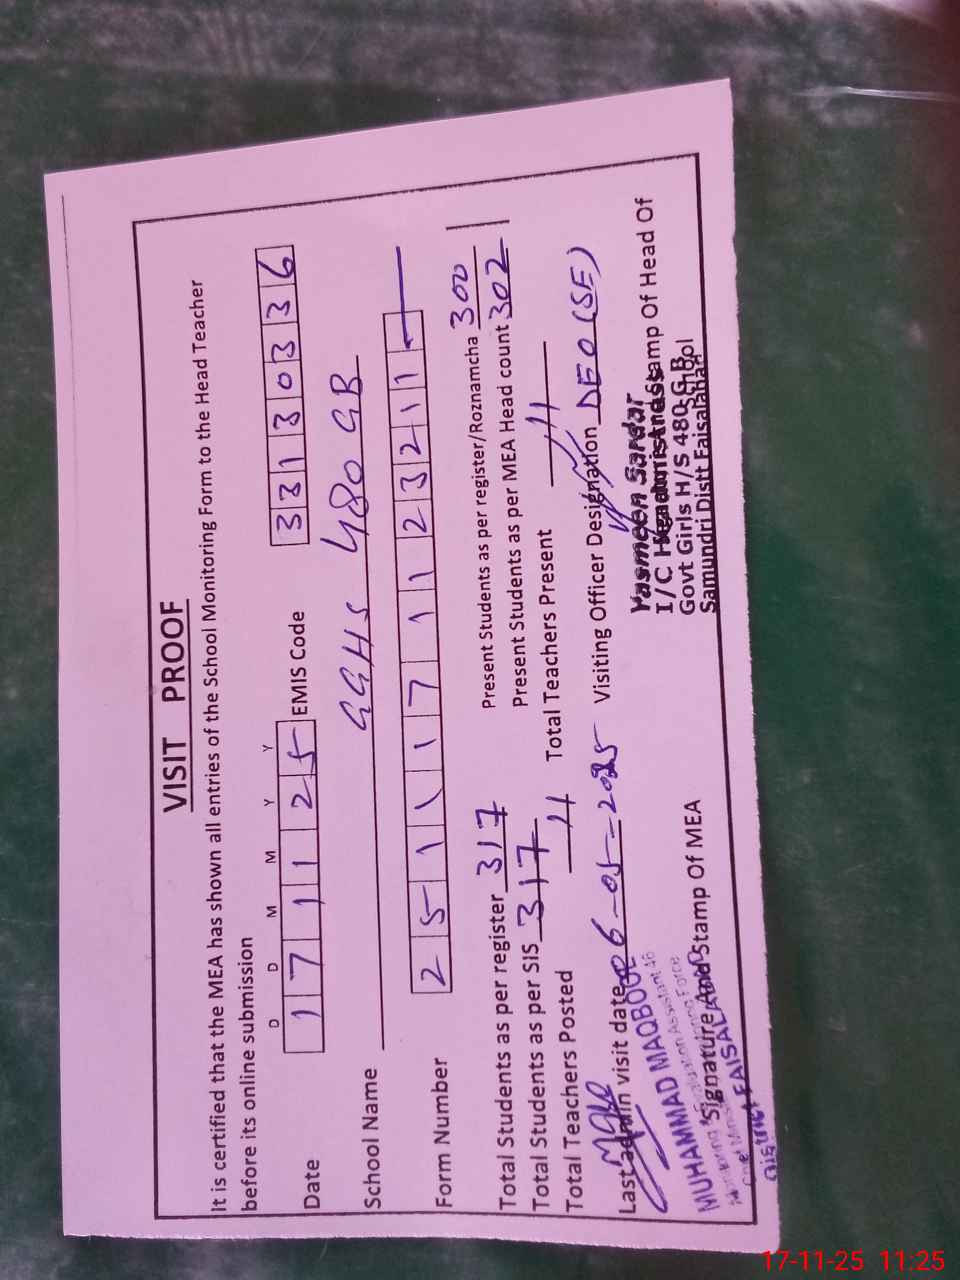 VISIT PROOF
It is certified that the MEA has shown all entries of the School Monitoring Form to the Head Teacher
before its online submission
D D M M Y Y
Date 1 7 1 1 2 5 EMIS Code 3 3 1 3 0 3 3 6
School Name GGHS 480 GB
Form Number 2 5 1 1 1 7 1 1 2 3 2 1 1
Total Students as per register 317 Present Students as per register/Roznamcha 300
Total Students as per SIS 317 Present Students as per MEA Head count 302
Total Teachers Posted 11 Total Teachers Present 11
Last admin visit date 06-05-2025 Visiting Officer Designation DEO (SE)
MUHAMMAD MAQBOOL
Signature And Stamp Of MEA
District FAISALABAD
Yasmeen Sardar
Signature And Stamp Of Head Of
School
I/C Headmistress
Govt Girls H/S 480 G.B
Samundri Distt Faisalabad
17-11-25 11:25